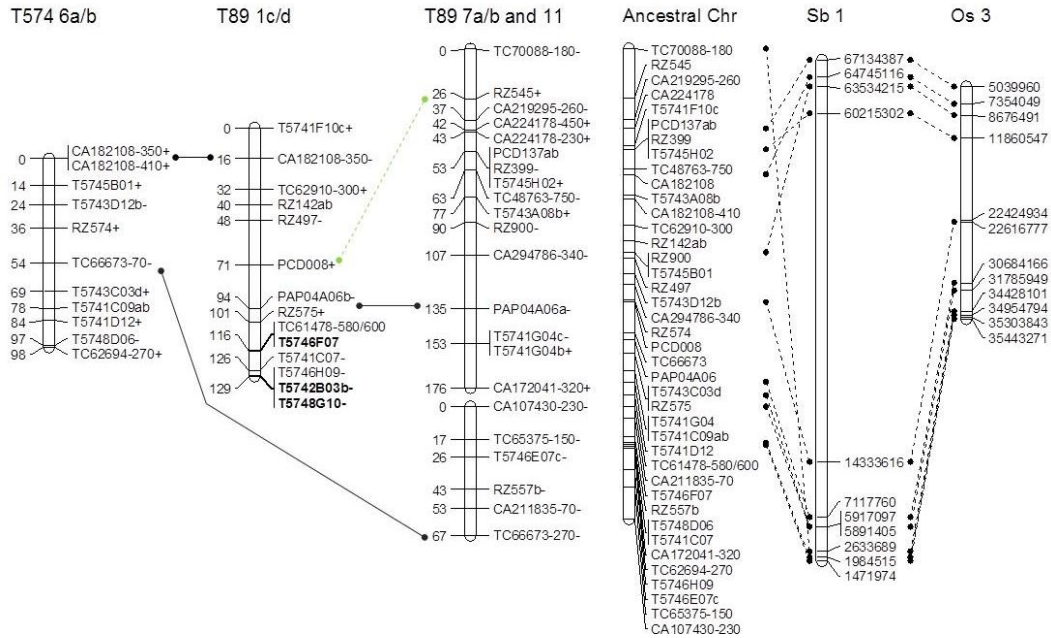 T574 6a/b
T89 1c/d
T89 7a/b and 11
Ancestral Chr
Sb 1
Os 3
0 CA182108-350+
CA182108-410+
14 T5745B01+
24 T5743D12b-
36 RZ574+
54 TC66673-70-
69 T5743C03d+
78 T5741C09ab
84 T5741D12+
97 T5748D06-
98 TC62694-270+
0 T5741F10c+
16 CA182108-350-
32 TC62910-300+
40 RZ142ab
48 RZ497-
71 PCD008+
94 PAP04A06b-
101 RZ575+
TC61478-580/600
116 T5746F07
126 T5741C07-
T5746H09-
129 T5742B03b-
T5748G10-
0 TC70088-180-
26 RZ545+
37 CA219295-260-
42 CA224178-450+
43 CA224178-230+
PCD137ab
53 RZ399-
T5745H02+
63 TC48763-750-
77 T5743A08b+
90 RZ900-
107 CA294786-340-
135 PAP04A06a-
153 T5741G04c-
T5741G04b+
176 CA172041-320+
0 CA107430-230-
17 TC65375-150-
26 T5746E07c-
43 RZ557b-
53 CA211835-70-
67 TC66673-270-
TC70088-180
RZ545
CA219295-260
CA224178
T5741F10c
PCD137ab
RZ399
T5745H02
TC48763-750
CA182108
T5743A08b
CA182108-410
TC62910-300
RZ142ab
RZ900
T5745B01
RZ497
T5743D12b
CA294786-340
RZ574
PCD008
TC66673
PAP04A06
T5743C03d
RZ575
T5741G04
T5741C09ab
T5741D12
TC61478-580/600
CA211835-70
T5746F07
RZ557b
T5748D06
T5741C07
CA172041-320
TC62694-270
T5746H09
T5746E07c
TC65375-150
CA107430-230
67134387
64745116
63534215
60215302
14333616
7117760
5917097
5891405
2633689
1984515
1471974
5039960
7354049
8676491
11860547
22424934
22616777
30684166
31785949
34428101
34954794
35303843
35443271